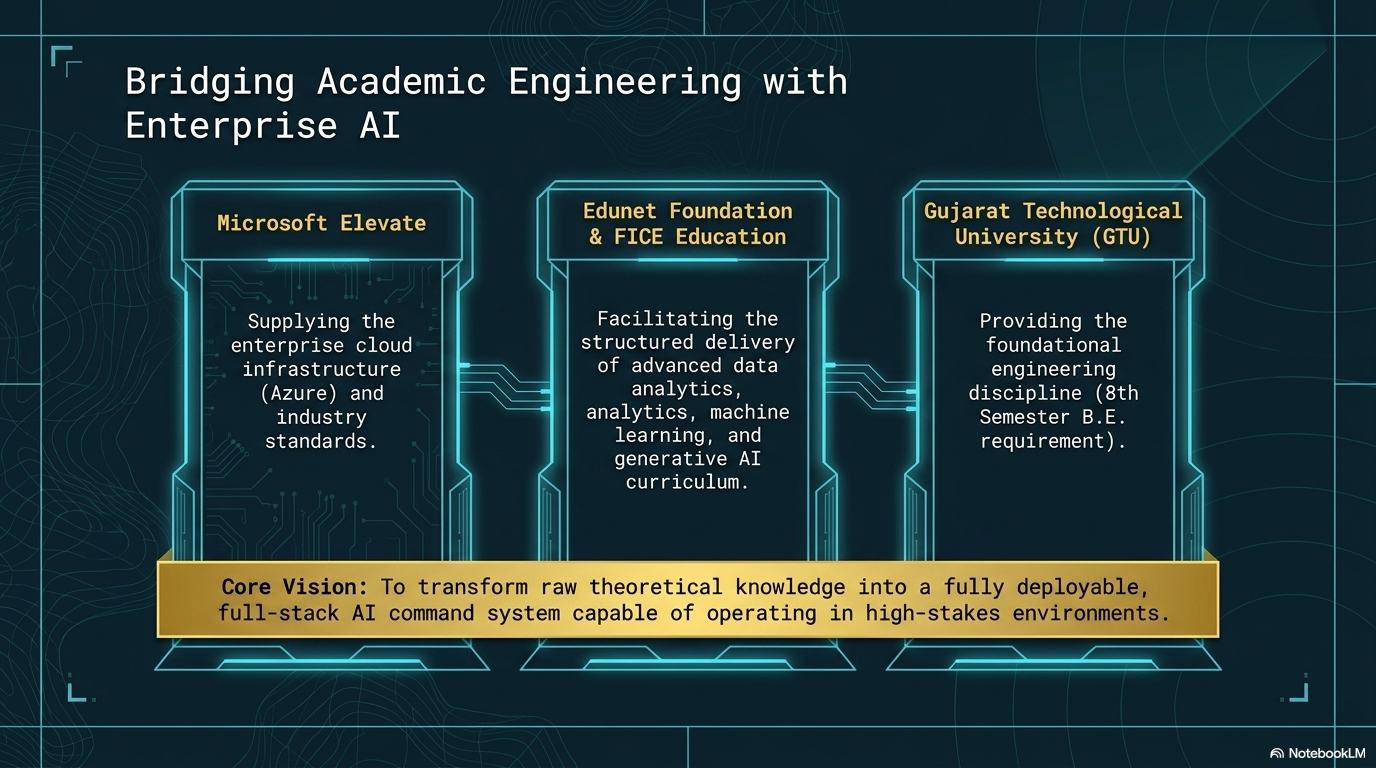 Bridging Academic Engineering with
Enterprise AI
Microsoft Elevate
Supplying the
enterprise cloud
infrastructure
(Azure) and
industry
standards.
Edunet Foundation
& FICE Education
Facilitating the
structured delivery
of advanced data
analytics,
analytics, machine
learning, and
generative AI
curriculum.
Gujarat Technological
University (GTU)
Providing the
foundational
engineering
discipline (8th
Semester B.E.
requirement).
Core Vision: To transform raw theoretical knowledge into a fully deployable,
full-stack AI command system capable of operating in high-stakes environments.
NotebookLM